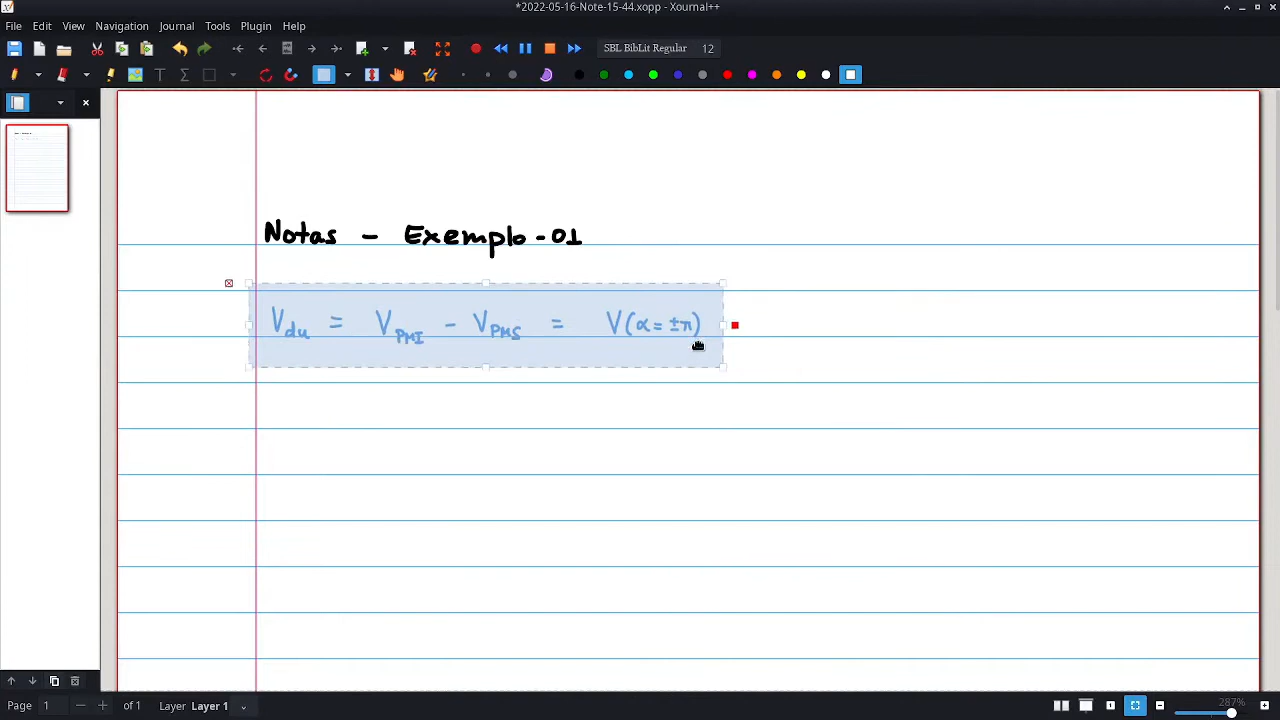 *2022-05-16-Note-15-44.xopp - Xournal++
File Edit View Navigation Journal Tools Plugin Help
SBL BibLit Regular 12
Notas - Exemplo-01
V_du = V_PMI - V_PMS = V(α = ±π)
Page 1 of 1 Layer Layer 1
287%